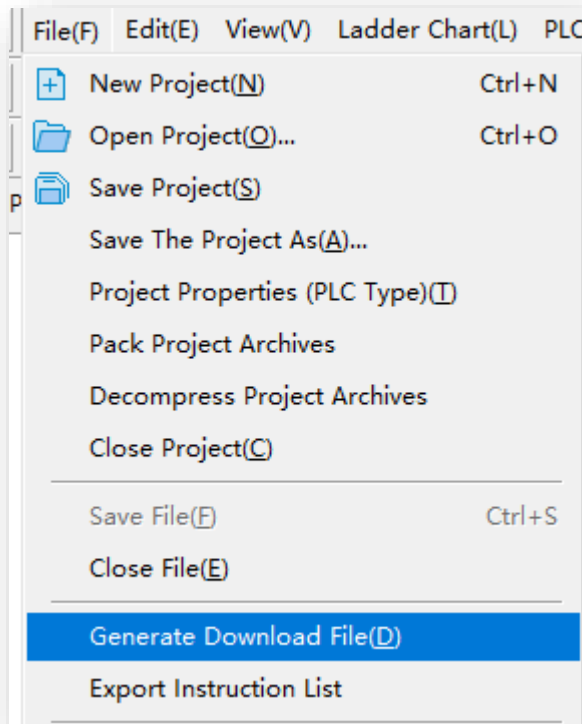 File(F) Edit(E) View(V) Ladder Chart(L) PLC
New Project(N) Ctrl+N
Open Project(O)... Ctrl+O
Save Project(S)
P
Save The Project As(A)...
Project Properties (PLC Type)(T)
Pack Project Archives
Decompress Project Archives
Close Project(C)
Save File(F) Ctrl+S
Close File(E)
Generate Download File(D)
Export Instruction List